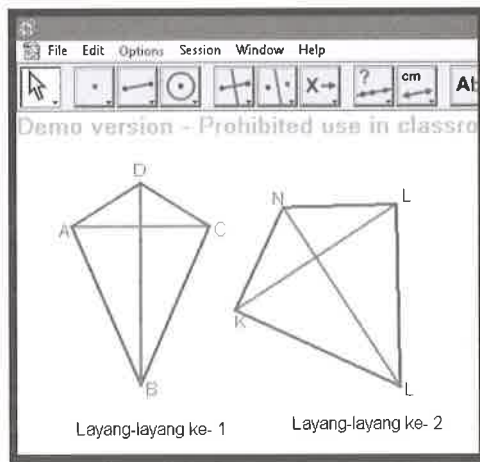 File Edit Options Session Window Help
? cm Al
Demo version - Prohibited use in classro
D
N L
A C
K
B L
Layang-layang ke- 1 Layang-layang ke- 2